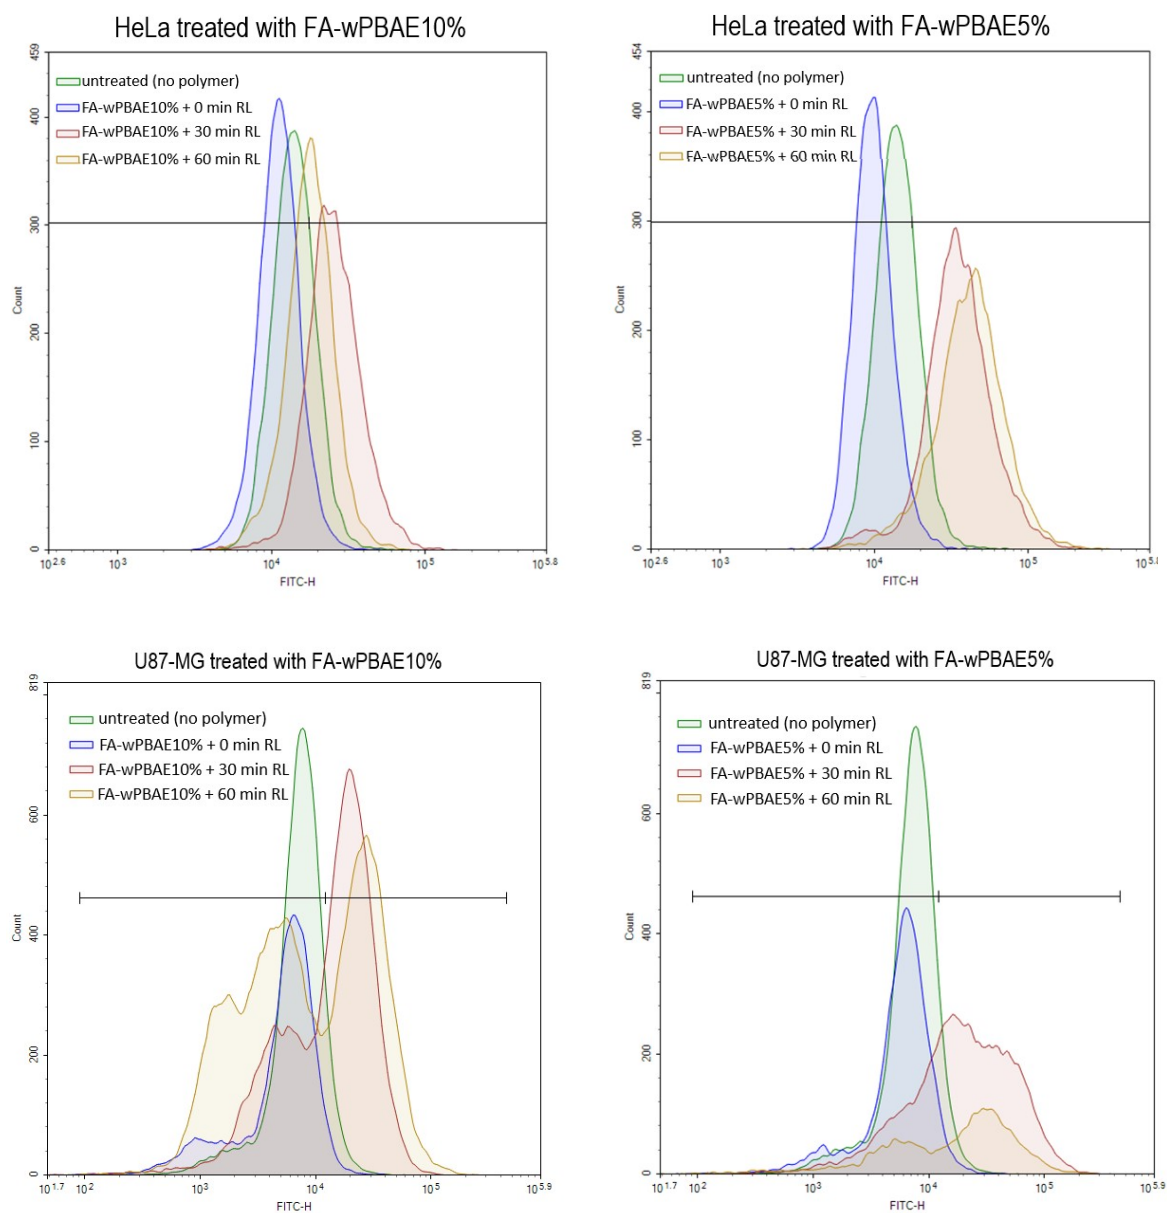 HeLa treated with FA-wPBAE10%
459
400
300
200
100
0
Count
untreated (no polymer)
FA-wPBAE10% + 0 min RL
FA-wPBAE10% + 30 min RL
FA-wPBAE10% + 60 min RL
10^2.6 10^3 10^4 10^5 10^5.8
FITC-H
HeLa treated with FA-wPBAE5%
454
400
300
200
100
0
Count
untreated (no polymer)
FA-wPBAE5% + 0 min RL
FA-wPBAE5% + 30 min RL
FA-wPBAE5% + 60 min RL
10^2.6 10^3 10^4 10^5
FITC-H
U87-MG treated with FA-wPBAE10%
819
600
400
200
0
Count
untreated (no polymer)
FA-wPBAE10% + 0 min RL
FA-wPBAE10% + 30 min RL
FA-wPBAE10% + 60 min RL
10^1.7 10^2 10^3 10^4 10^5 10^5.9
FITC-H
U87-MG treated with FA-wPBAE5%
819
600
400
200
0
Count
untreated (no polymer)
FA-wPBAE5% + 0 min RL
FA-wPBAE5% + 30 min RL
FA-wPBAE5% + 60 min RL
10^1.7 10^2 10^3 10^4 10^5 10^5.9
FITC-H